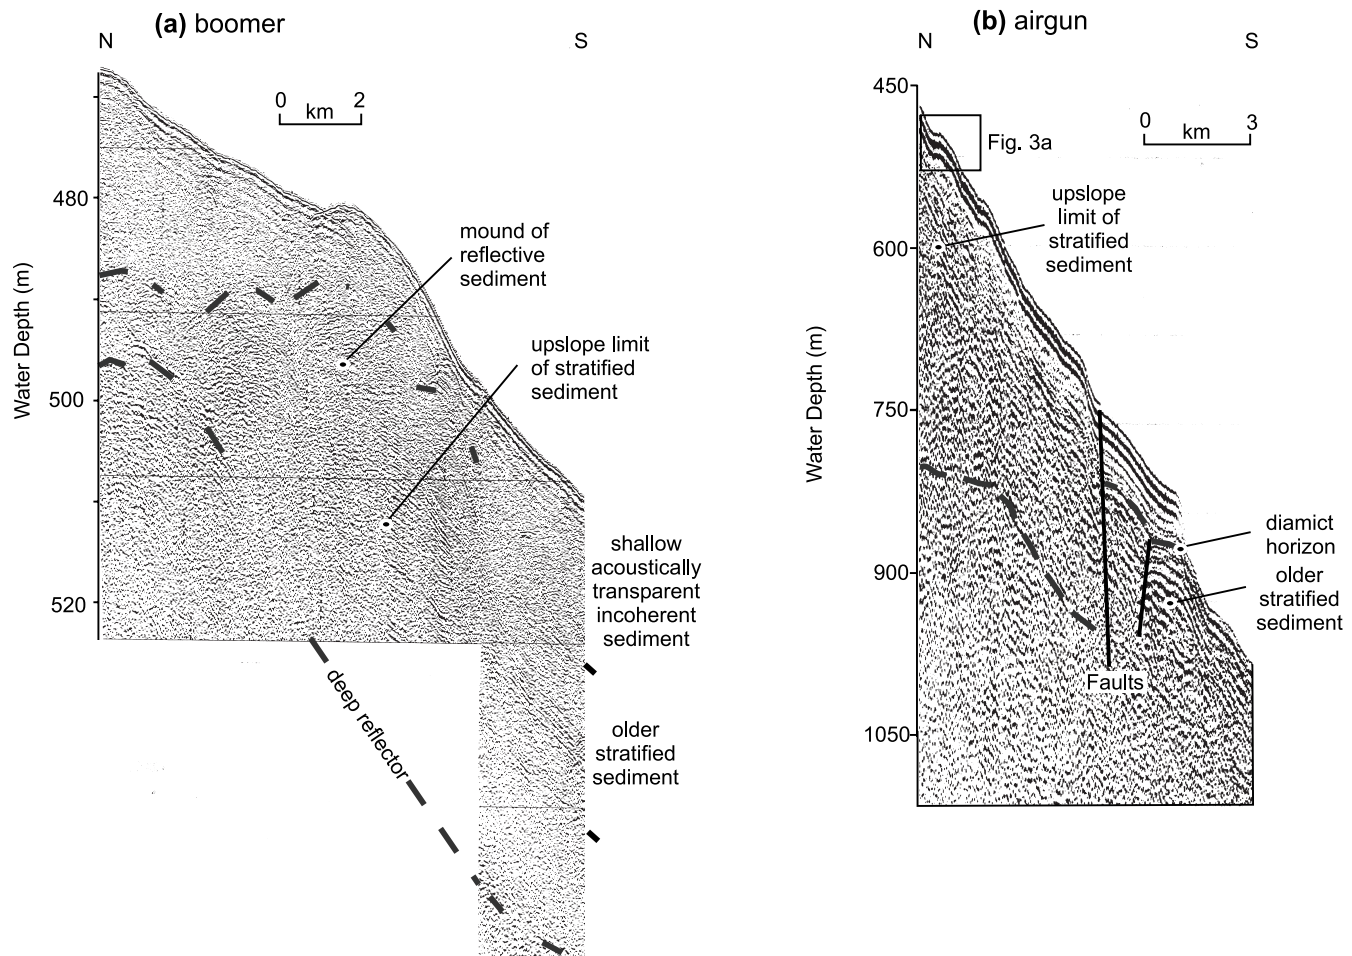 (a) boomer
N
S
0
2
km
480
500
520
Water Depth (m)
mound of
reflective
sediment
upslope limit
of stratified
sediment
shallow
acoustically
transparent
incoherent
sediment
older
stratified
sediment
deep reflector
(b) airgun
N
S
450
600
750
900
1050
Water Depth (m)
0
3
km
Fig. 3a
upslope
limit of
stratified
sediment
diamict
horizon
older
stratified
sediment
Faults